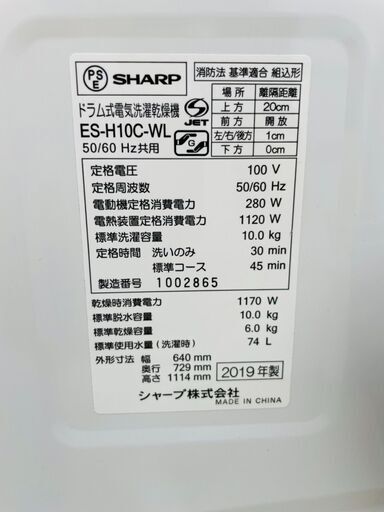 PS
E
SHARP
消防法 基準適合 組込形
ドラム式電気洗濯乾燥機
S
JET
ES-H10C-WL
G
50/60 Hz共用
場所 離隔距離
上方 20cm
前方 開放
左/右/後方 1cm
下方 0cm
定格電圧 100 V
定格周波数 50/60 Hz
電動機定格消費電力 280 W
電熱装置定格消費電力 1120 W
標準洗濯容量 10.0 kg
定格時間 洗いのみ 30 min
標準コース 45 min
製造番号 1002865
乾燥時消費電力 1170 W
標準脱水容量 10.0 kg
標準乾燥容量 6.0 kg
標準使用水量(洗濯時) 74 L
外形寸法 幅 640 mm
奥行 729 mm
高さ 1114 mm
2019 年製
シャープ株式会社
MADE IN CHINA